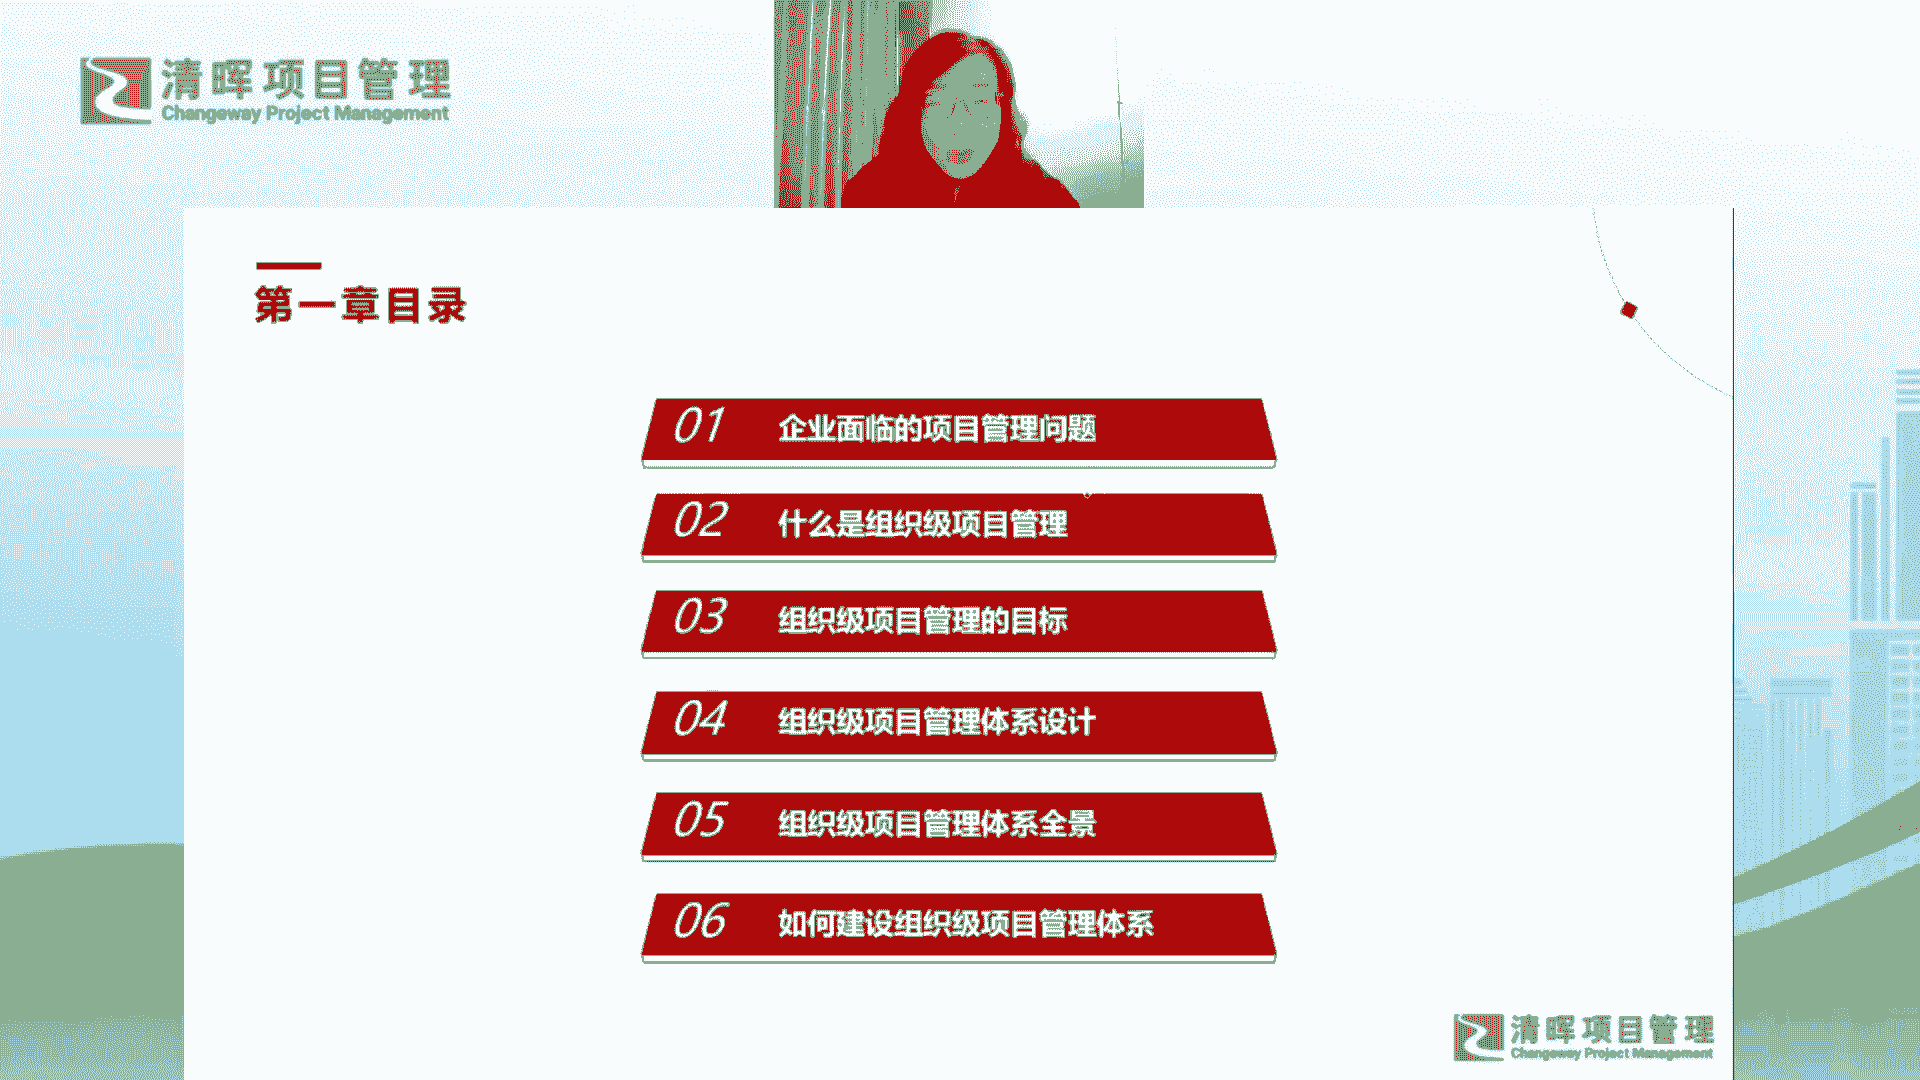 清晖项目管理
Changeway Project Management
第一章目录
01 企业面临的项目管理问题
02 什么是组织级项目管理
03 组织级项目管理的目标
04 组织级项目管理体系设计
05 组织级项目管理体系全景
06 如何建设组织级项目管理体系
清晖项目管理
Changeway Project Management